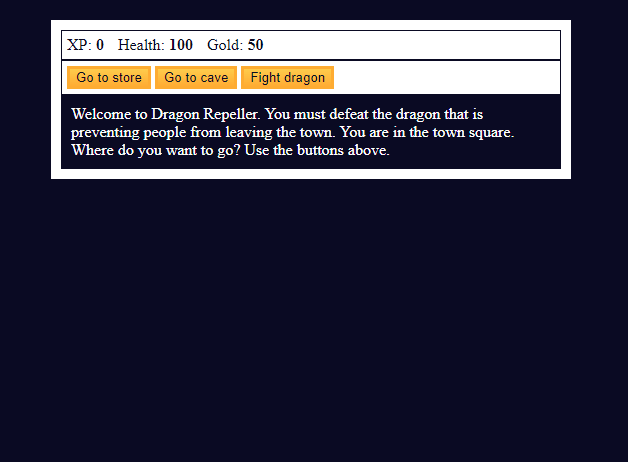 XP: 0 Health: 100 Gold: 50
Go to store Go to cave Fight dragon
Welcome to Dragon Repeller. You must defeat the dragon that is
preventing people from leaving the town. You are in the town square.
Where do you want to go? Use the buttons above.